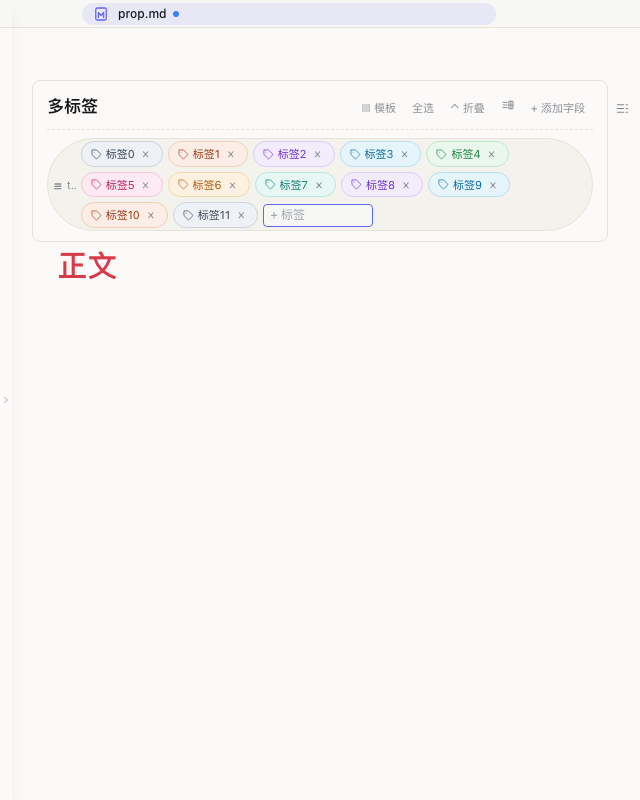 prop.md
多标签
模板 全选 折叠 + 添加字段
标签0 × 标签1 × 标签2 × 标签3 × 标签4 ×
t.. 标签5 × 标签6 × 标签7 × 标签8 × 标签9 ×
标签10 × 标签11 × + 标签
正文